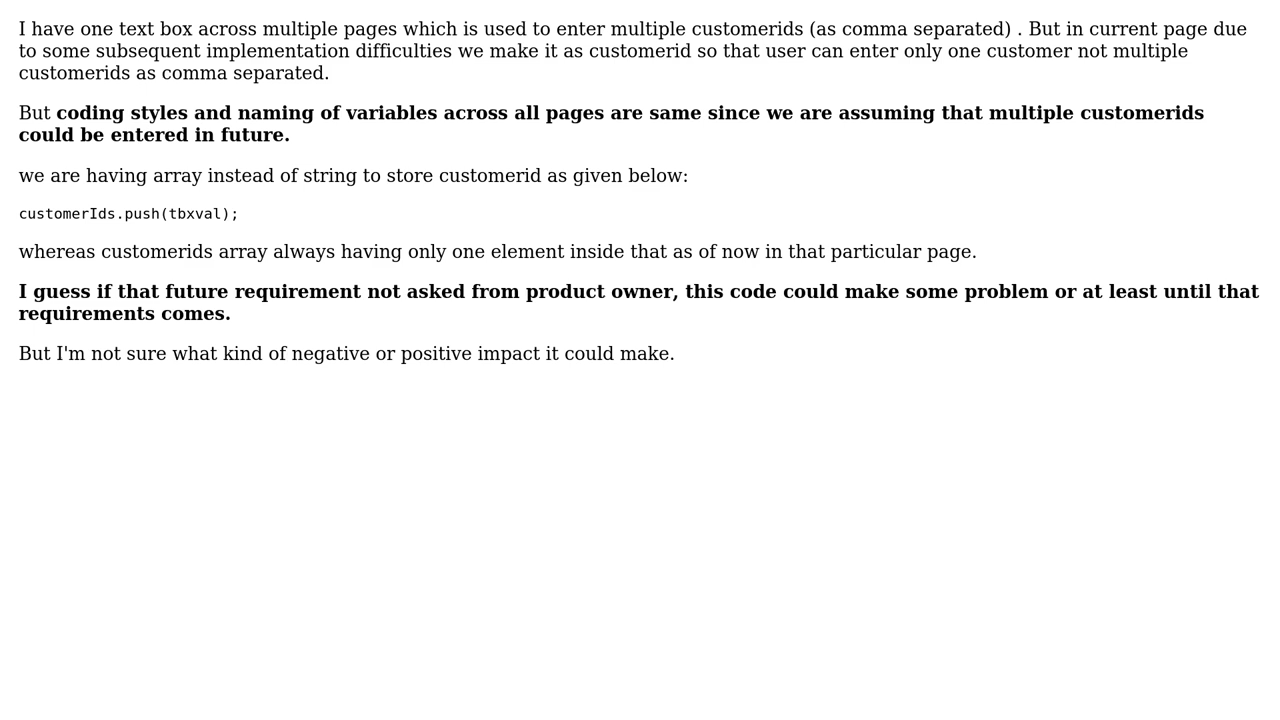 I have one text box across multiple pages which is used to enter multiple customerids (as comma separated) . But in current page due
to some subsequent implementation difficulties we make it as customerid so that user can enter only one customer not multiple
customerids as comma separated.
But coding styles and naming of variables across all pages are same since we are assuming that multiple customerids
could be entered in future.
we are having array instead of string to store customerid as given below:
customerIds.push(tbxval);
whereas customerids array always having only one element inside that as of now in that particular page.
I guess if that future requirement not asked from product owner, this code could make some problem or at least until that
requirements comes.
But I'm not sure what kind of negative or positive impact it could make.